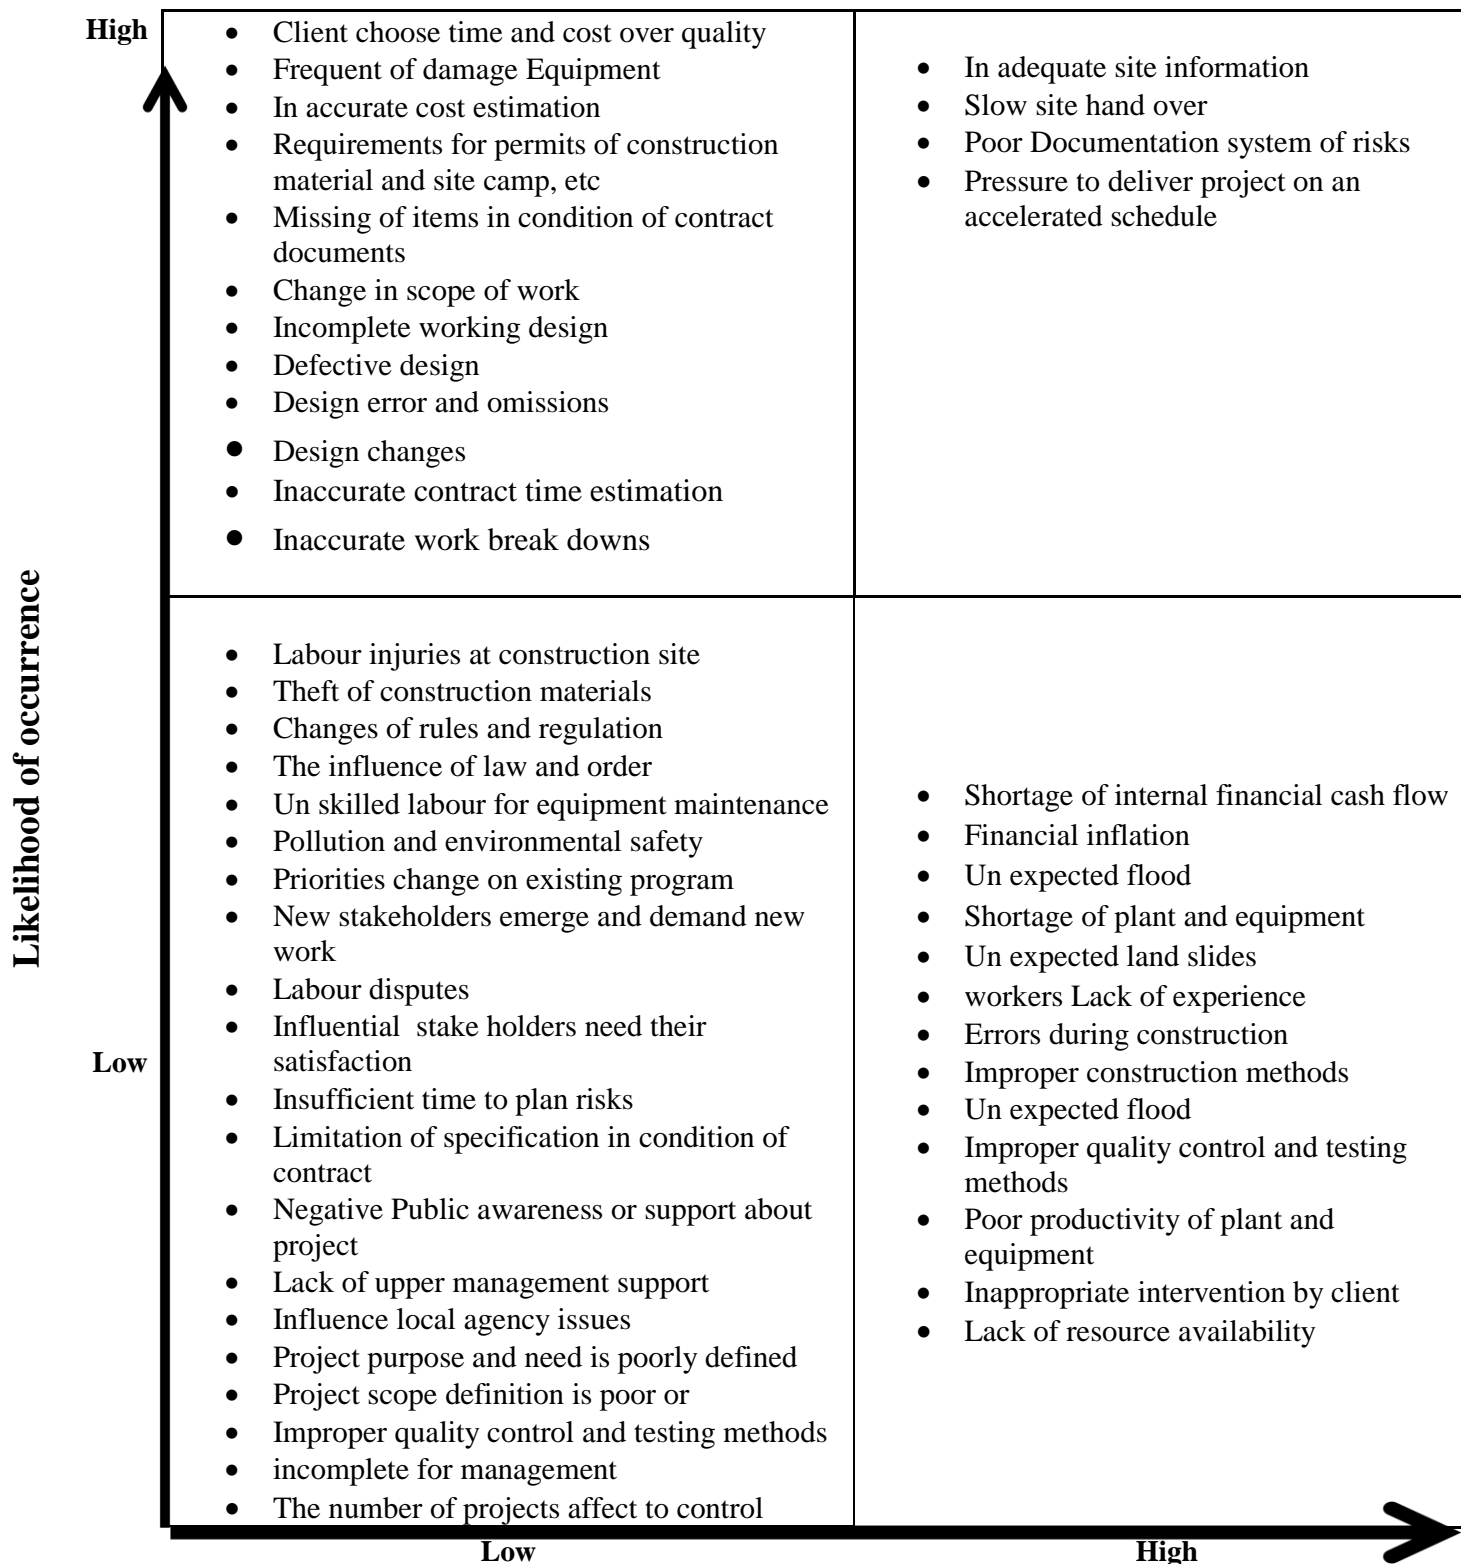 High
Client choose time and cost over quality
Frequent of damage Equipment
In accurate cost estimation
Requirements for permits of construction
material and site camp, etc
Missing of items in condition of contract
documents
Change in scope of work
Incomplete working design
Defective design
Design error and omissions
Design changes
Inaccurate contract time estimation
Inaccurate work break downs
In adequate site information
Slow site hand over
Poor Documentation system of risks
Pressure to deliver project on an
accelerated schedule
Likelihood of occurrence
Low
Labour injuries at construction site
Theft of construction materials
Changes of rules and regulation
The influence of law and order
Un skilled labour for equipment maintenance
Pollution and environmental safety
Priorities change on existing program
New stakeholders emerge and demand new
work
Labour disputes
Influential stake holders need their
satisfaction
Insufficient time to plan risks
Limitation of specification in condition of
contract
Negative Public awareness or support about
project
Lack of upper management support
Influence local agency issues
Project purpose and need is poorly defined
Project scope definition is poor or
Improper quality control and testing methods
incomplete for management
The number of projects affect to control
Shortage of internal financial cash flow
Financial inflation
Un expected flood
Shortage of plant and equipment
Un expected land slides
workers Lack of experience
Errors during construction
Improper construction methods
Un expected flood
Improper quality control and testing
methods
Poor productivity of plant and
equipment
Inappropriate intervention by client
Lack of resource availability
Low
High